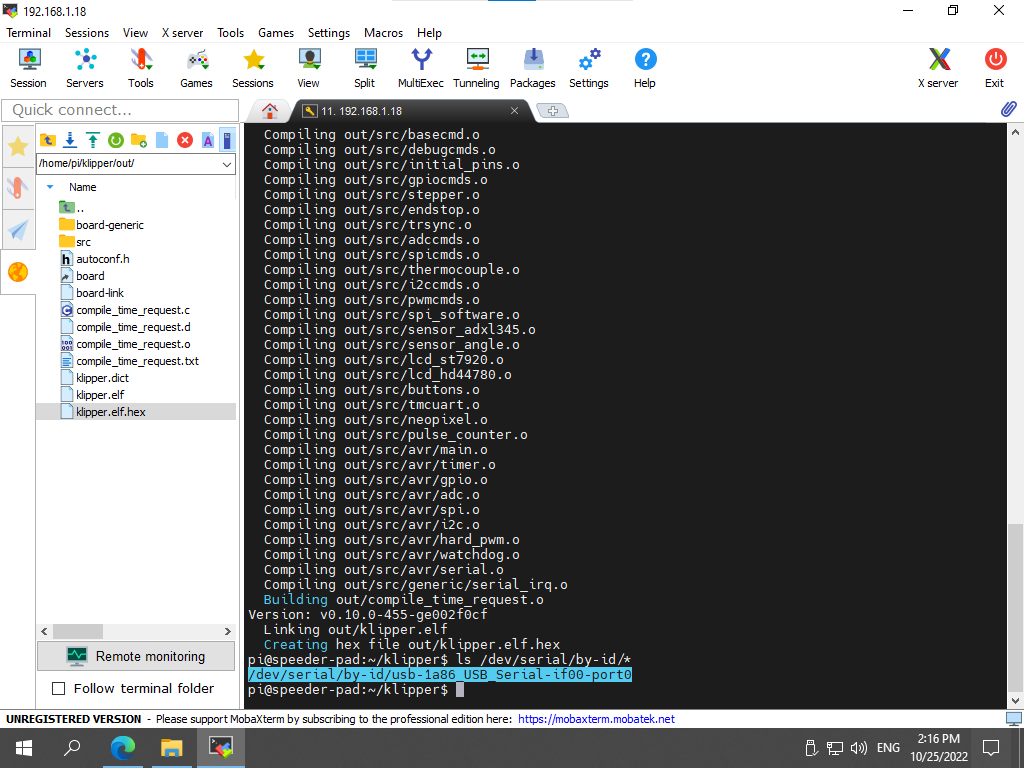 192.168.1.18
Terminal Sessions View X server Tools Games Settings Macros Help
Session Servers Tools Games Sessions View Split MultiExec Tunneling Packages Settings Help X server Exit
Quick connect...
11. 192.168.1.18
/home/pi/klipper/out/
Name
..
board-generic
src
autoconf.h
board
board-link
compile_time_request.c
compile_time_request.d
compile_time_request.o
compile_time_request.txt
klipper.dict
klipper.elf
klipper.elf.hex
Remote monitoring
Follow terminal folder
Compiling out/src/basecmd.o
Compiling out/src/debugcmds.o
Compiling out/src/initial_pins.o
Compiling out/src/gpiocmds.o
Compiling out/src/stepper.o
Compiling out/src/endstop.o
Compiling out/src/trsync.o
Compiling out/src/adccmds.o
Compiling out/src/spicmds.o
Compiling out/src/thermocouple.o
Compiling out/src/i2ccmds.o
Compiling out/src/pwmcmds.o
Compiling out/src/spi_software.o
Compiling out/src/sensor_adxl345.o
Compiling out/src/sensor_angle.o
Compiling out/src/lcd_st7920.o
Compiling out/src/lcd_hd44780.o
Compiling out/src/buttons.o
Compiling out/src/tmcuart.o
Compiling out/src/neopixel.o
Compiling out/src/pulse_counter.o
Compiling out/src/avr/main.o
Compiling out/src/avr/timer.o
Compiling out/src/avr/gpio.o
Compiling out/src/avr/adc.o
Compiling out/src/avr/spi.o
Compiling out/src/avr/i2c.o
Compiling out/src/avr/hard_pwm.o
Compiling out/src/avr/watchdog.o
Compiling out/src/avr/serial.o
Compiling out/src/generic/serial_irq.o
Building out/compile_time_request.o
Version: v0.10.0-455-ge002f0cf
Linking out/klipper.elf
Creating hex file out/klipper.elf.hex
pi@speeder-pad:~/klipper$ ls /dev/serial/by-id/*
/dev/serial/by-id/usb-1a86_USB_Serial-if00-port0
pi@speeder-pad:~/klipper$
UNREGISTERED VERSION - Please support MobaXterm by subscribing to the professional edition here: https://mobaxterm.mobatek.net
ENG
2:16 PM
10/25/2022